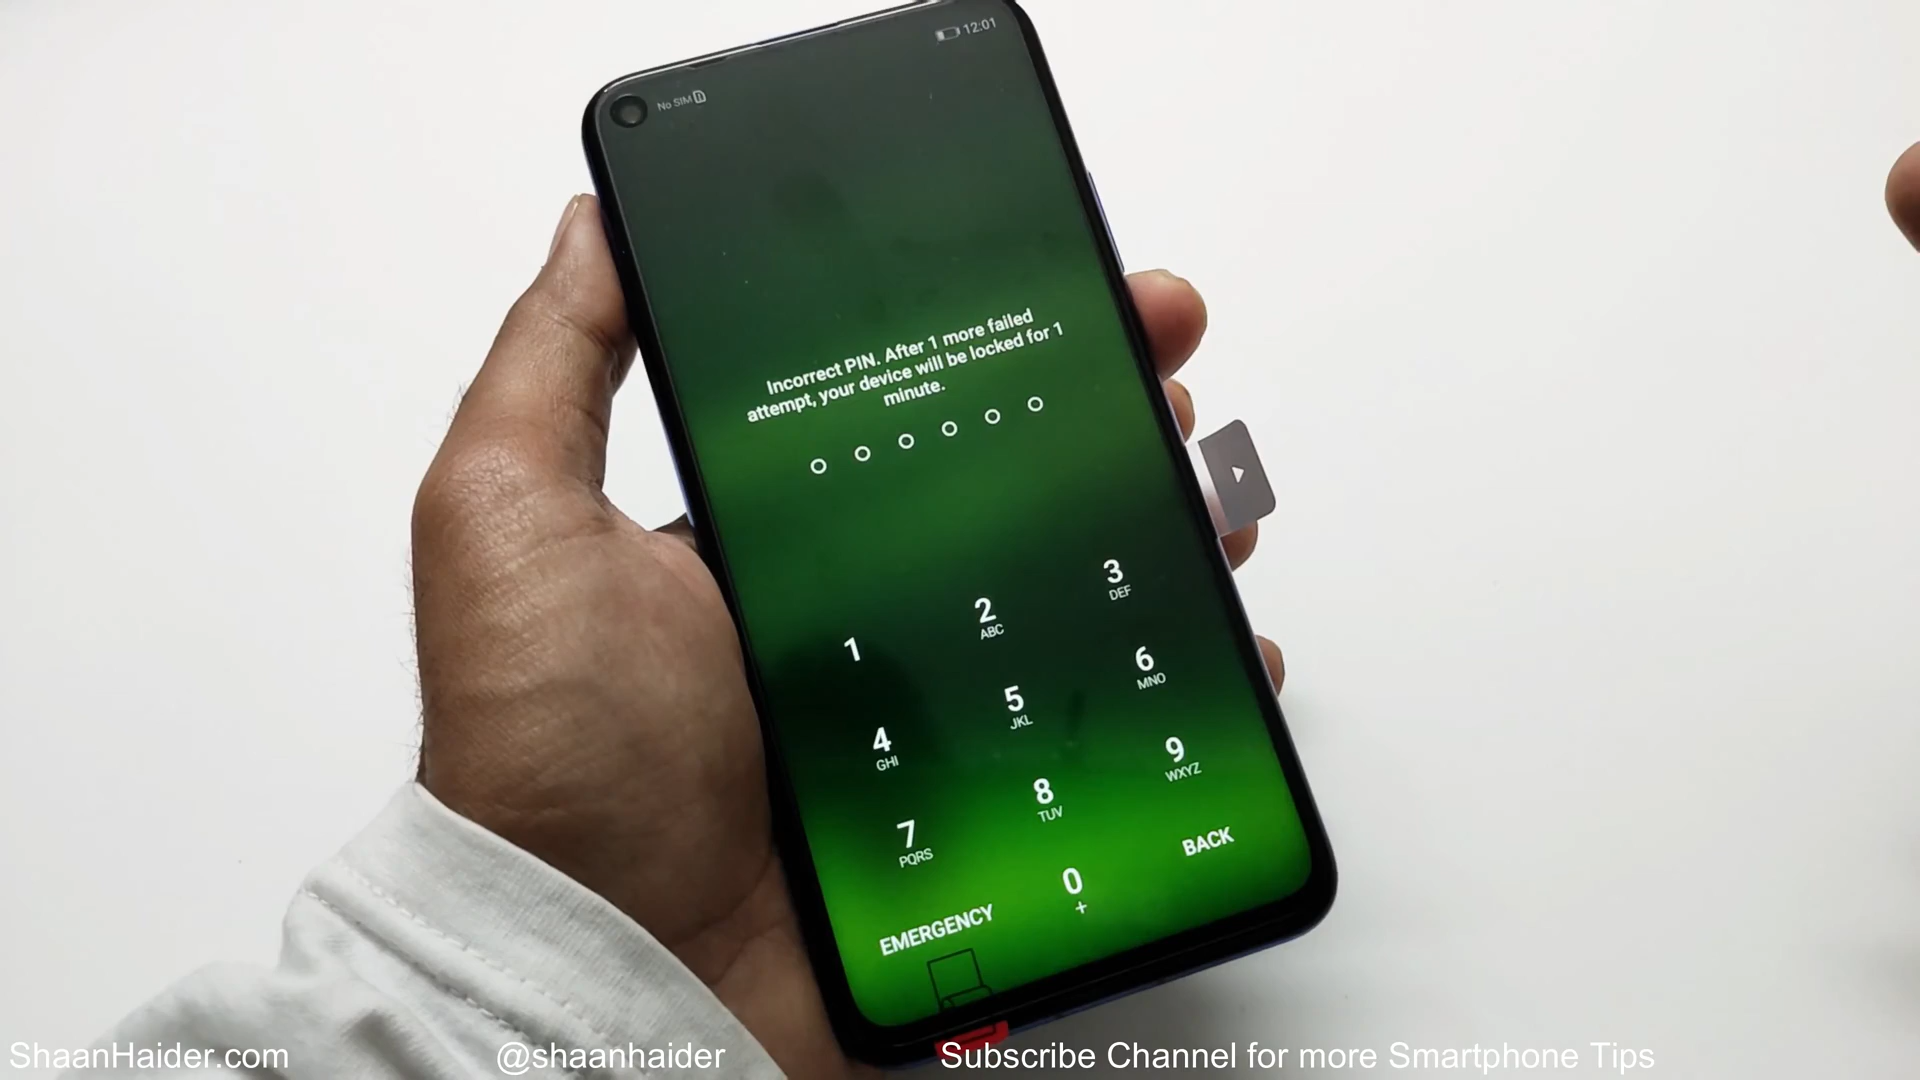 12:01
No SIM
Incorrect PIN. After 1 more failed
attempt, your device will be locked for 1
minute.
1
2
ABC
3
DEF
4
GHI
5
JKL
6
MNO
7
PQRS
8
TUV
9
WXYZ
EMERGENCY
0
+
BACK
ShaanHaider.com
@shaanhaider
Subscribe Channel for more Smartphone Tips